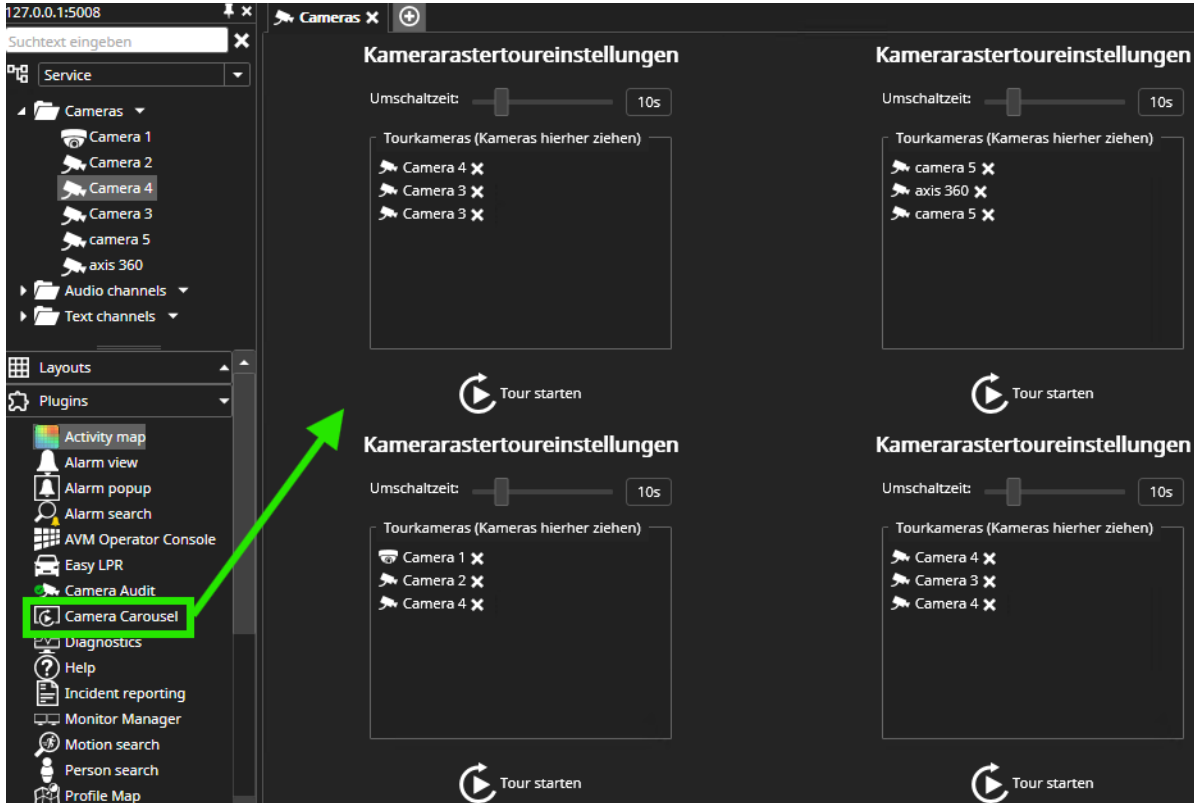 127.0.0.1:5008
Suchtext eingeben
Service
Cameras
Camera 1
Camera 2
Camera 4
Camera 3
camera 5
axis 360
Audio channels
Text channels
Layouts
Plugins
Activity map
Alarm view
Alarm popup
Alarm search
AVM Operator Console
Easy LPR
Camera Audit
Camera Carousel
Diagnostics
Help
Incident reporting
Monitor Manager
Motion search
Person search
Profile Map
Cameras
Kamerarastertoureinstellungen
Umschaltzeit: 10s
Tourkameras (Kameras hierher ziehen)
Camera 4
Camera 3
Camera 3
Tour starten
Kamerarastertoureinstellungen
Umschaltzeit: 10s
Tourkameras (Kameras hierher ziehen)
camera 5
axis 360
camera 5
Tour starten
Kamerarastertoureinstellungen
Umschaltzeit: 10s
Tourkameras (Kameras hierher ziehen)
Camera 1
Camera 2
Camera 4
Tour starten
Kamerarastertoureinstellungen
Umschaltzeit: 10s
Tourkameras (Kameras hierher ziehen)
Camera 4
Camera 3
Camera 4
Tour starten